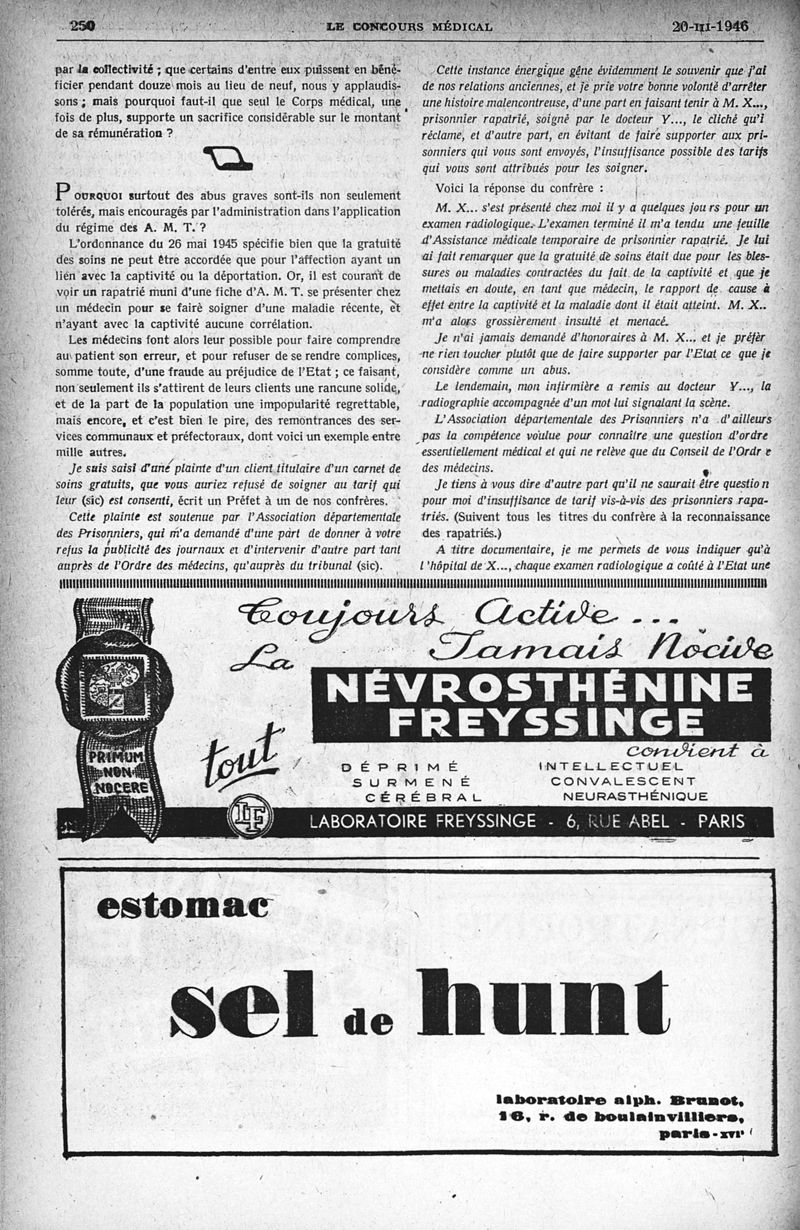 250
LE CONCOURS MÉDICAL
20-III-1946
par la collectivité ; que certains d'entre eux puissent en béné-
ficier pendant douze mois au lieu de neuf, nous y applaudis-
sons ; mais pourquoi faut-il que seul le Corps médical, une
fois de plus, supporte un sacrifice considérable sur le montant
de sa rémunération ?
POURQUOI surtout des abus graves sont-ils non seulement
tolérés, mais encouragés par l'administration dans l'application
du régime des A. M. T. ?
L'ordonnance du 26 mai 1945 spécifie bien que la gratuité
des soins ne peut être accordée que pour l'affection ayant un
lien avec la captivité ou la déportation. Or, il est courant de
voir un rapatrié muni d'une fiche d'A. M. T. se présenter chez
un médecin pour se faire soigner d'une maladie récente, et
n'ayant avec la captivité aucune corrélation.
Les médecins font alors leur possible pour faire comprendre
au patient son erreur, et pour refuser de se rendre complices,
somme toute, d'une fraude au préjudice de l'Etat ; ce faisant,
non seulement ils s'attirent de leurs clients une rancune solide,
et de la part de la population une impopularité regrettable,
mais encore, et c'est bien le pire, des remontrances des ser-
vices communaux et préfectoraux, dont voici un exemple entre
mille autres.
Je suis saisi d'une plainte d'un client titulaire d'un carnet de
soins gratuits, que vous auriez refusé de soigner au tarif qui
leur (sic) est consenti, écrit un Préfet à un de nos confrères.
Cette plainte est soutenue par l'Association départementale
des Prisonniers, qui m'a demandé d'une part de donner à votre
refus la publicité des journaux et d'intervenir d'autre part tant
auprès de l'Ordre des médecins, qu'auprès du tribunal (sic).
Cette instance énergique gêne évidemment le souvenir que j'ai
de nos relations anciennes, et je prie votre bonne volonté d'arrêter
une histoire malencontreuse, d'une part en faisant tenir à M. X...,
prisonnier rapatrié, soigné par le docteur Y..., le cliché qu'i
réclame, et d'autre part, en évitant de faire supporter aux pri-
sonniers qui vous sont envoyés, l'insuffisance possible des tarifs
qui vous sont attribués pour les soigner.
Voici la réponse du confrère :
M. X... s'est présenté chez moi il y a quelques jours pour un
examen radiologique. L'examen terminé il m'a tendu une feuille
d'Assistance médicale temporaire de prisonnier rapatrié. Je lui
ai fait remarquer que la gratuité de soins était due pour les bles-
sures ou maladies contractées du fait de la captivité et que je
mettais en doute, en tant que médecin, le rapport de cause à
effet entre la captivité et la maladie dont il était atteint. M. X..
m'a alors grossièrement insulté et menacé.
Je n'ai jamais demandé d'honoraires à M. X.., et je préfèr
ne rien toucher plutôt que de faire supporter par l'Etat ce que je
considère comme un abus.
Le lendemain, mon infirmière a remis au docteur Y..., la
radiographie accompagnée d'un mot lui signalant la scène.
L'Association départementale des Prisonniers n'a d'ailleurs
pas la compétence voulue pour connaître une question d'ordre
essentiellement médical et qui ne relève que du Conseil de l'Ordr e
des médecins.
Je tiens à vous dire d'autre part qu'il ne saurait être question
pour moi d'insuffisance de tarif vis-à-vis des prisonniers rapa-
triés. (Suivent tous les titres du confrère à la reconnaissance
des rapatriés.)
A titre documentaire, je me permets de vous indiquer qu'à
l'hôpital de X..., chaque examen radiologique a coûté à l'Etat une
Toujours Active...
Jamais Nocive
La
NÉVROSTHÉNINE
FREYSSINGE
convient à
tout
DÉPRIMÉ
SURMENÉ
CÉRÉBRAL
INTELLECTUEL
CONVALESCENT
NEURASTHÉNIQUE
PRIMUM
NON
NOCERE
LF
LABORATOIRE FREYSSINGE - 6, RUE ABEL - PARIS
estomac
sel de hunt
laboratoire alph. Brunot,
16, r. de boulainvilliers,
paris-XVIe